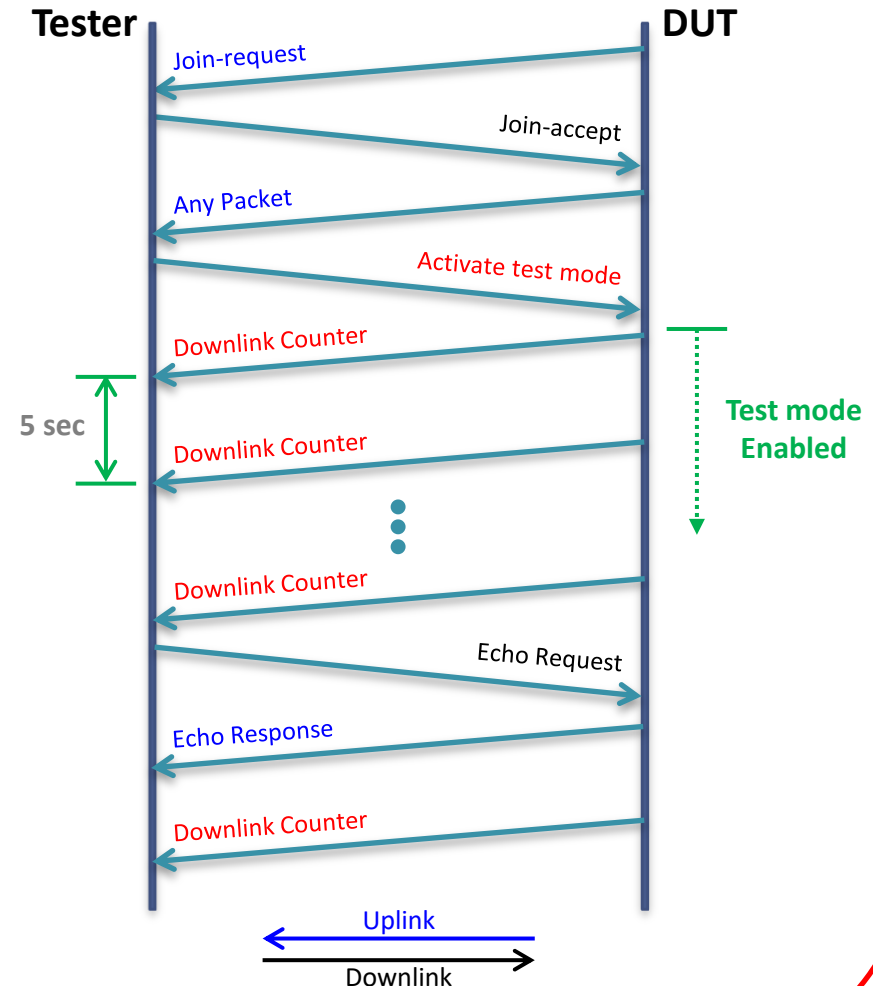 Tester
DUT
Join-request
Join-accept
Any Packet
Activate test mode
Downlink Counter
5 sec
Test mode
Enabled
Downlink Counter
Downlink Counter
Echo Request
Echo Response
Downlink Counter
Uplink
Downlink